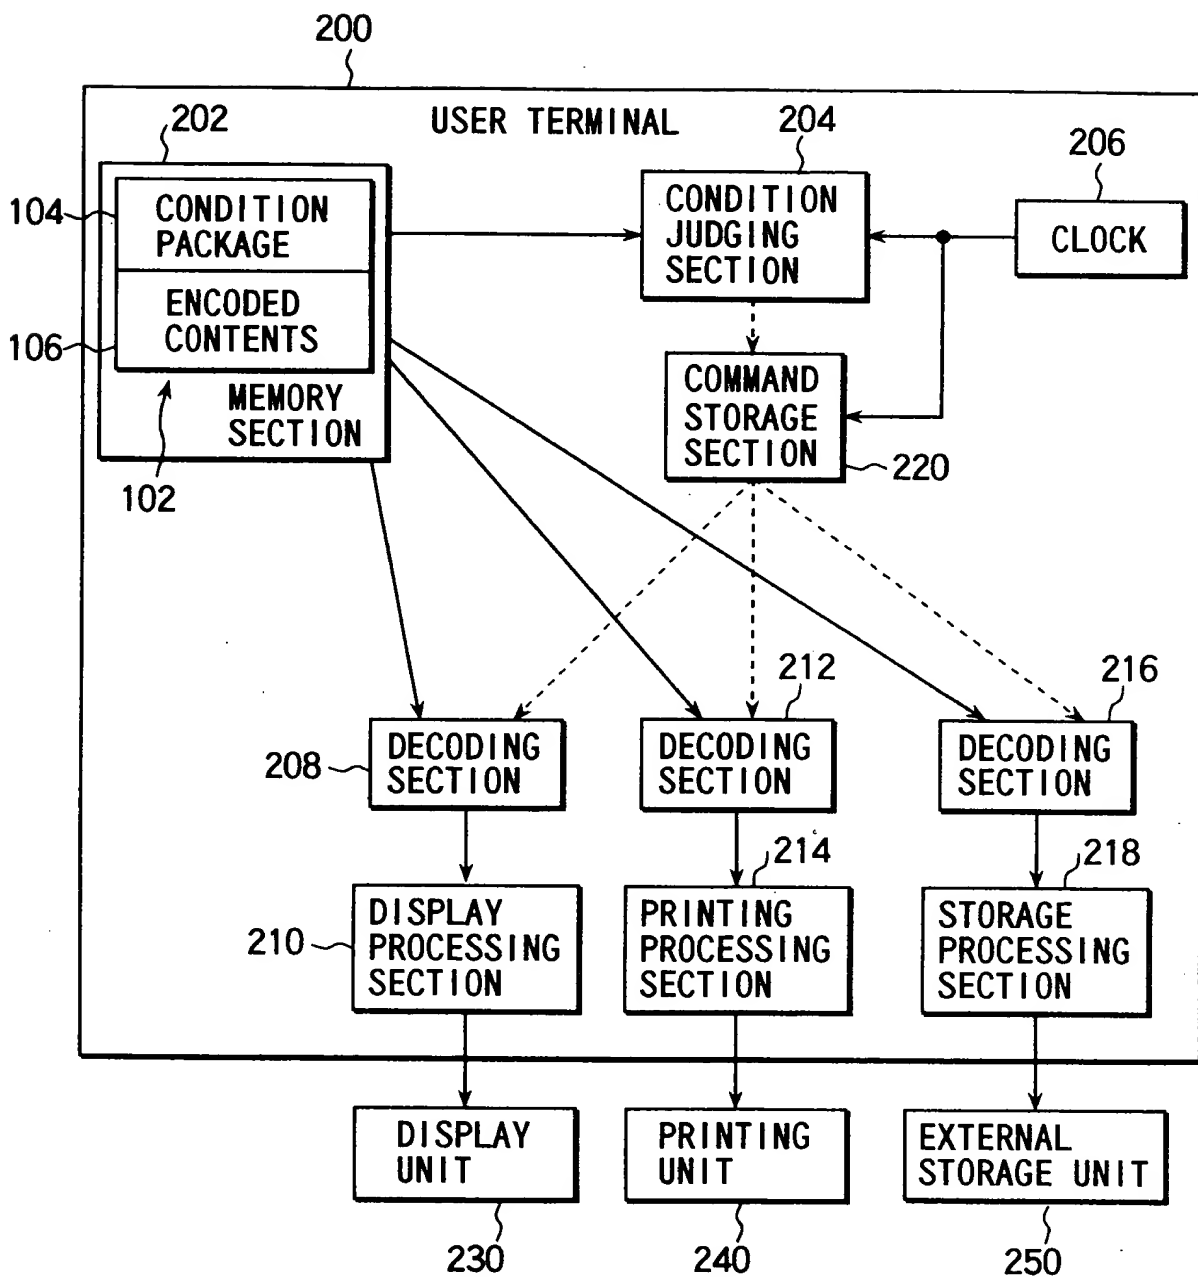 200
USER TERMINAL
202
204
206
104
CONDITION
PACKAGE
CONDITION
JUDGING
SECTION
CLOCK
106
ENCODED
CONTENTS
MEMORY
SECTION
102
COMMAND
STORAGE
SECTION
220
212
216
208
DECODING
SECTION
DECODING
SECTION
DECODING
SECTION
214
218
210
DISPLAY
PROCESSING
SECTION
PRINTING
PROCESSING
SECTION
STORAGE
PROCESSING
SECTION
DISPLAY
UNIT
PRINTING
UNIT
EXTERNAL
STORAGE UNIT
230
240
250